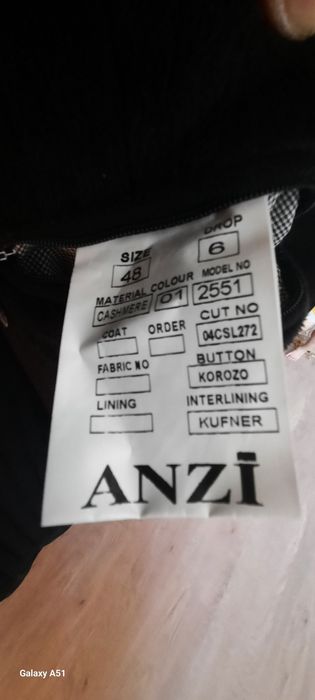 SIZE DROP
48 6
MATERIAL COLOUR MODEL NO
CASHMERE 01 2551
COAT ORDER CUT NO
04CSL272
FABRIC NO BUTTON
KOROZO
LINING INTERLINING
KUFNER
ANZİ
Galaxy A51